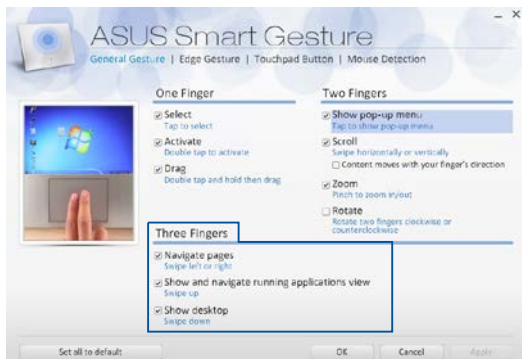 ASUS Smart Gesture
General Gesture | Edge Gesture | Touchpad Button | Mouse Detection
One Finger
Select
Tap to select
Activate
Double tap to activate
Drag
Double tap and hold then drag
Two Fingers
Show pop-up menu
Tap to show pop-up menu
Scroll
Swipe horizontally or vertically
Content moves with your finger's direction
Zoom
Pinch to zoom in/out
Rotate
Rotate two fingers clockwise or
counterclockwise
Three Fingers
Navigate pages
Swipe left or right
Show and navigate running applications view
Swipe up
Show desktop
Swipe down
Set all to default
OK
Cancel
Apply